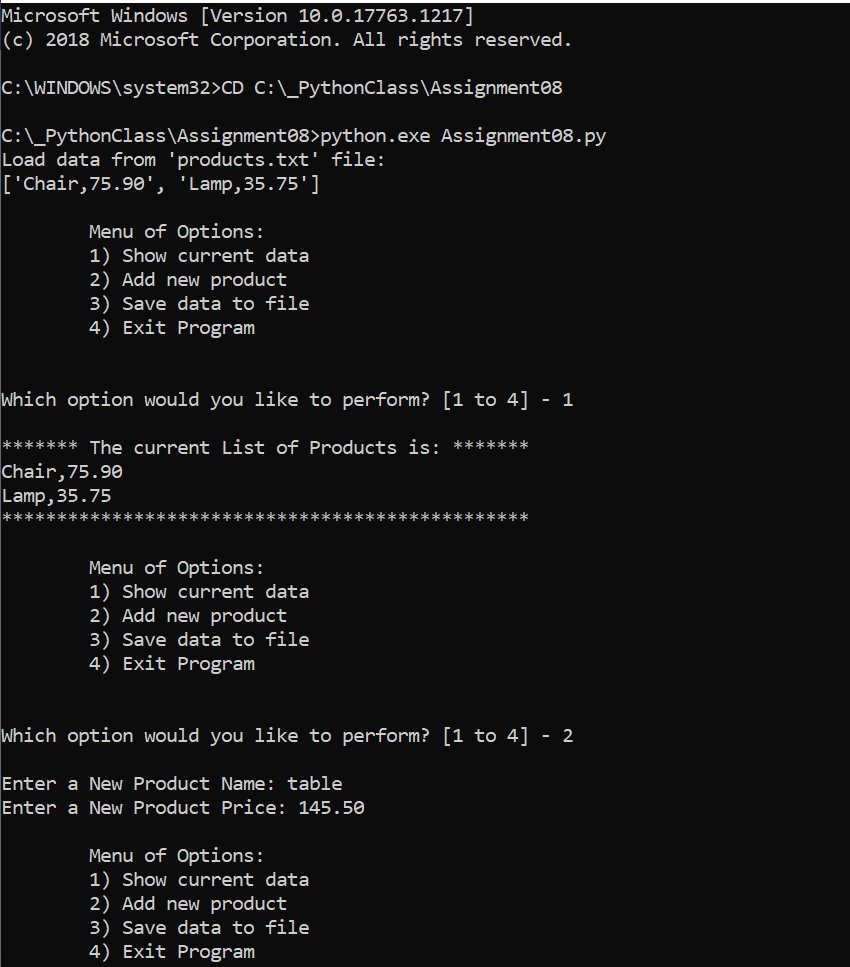 Microsoft Windows [Version 10.0.17763.1217]
(c) 2018 Microsoft Corporation. All rights reserved.
C:\WINDOWS\system32>CD C:\_PythonClass\Assignment08
C:\_PythonClass\Assignment08>python.exe Assignment08.py
Load data from 'products.txt' file:
['Chair,75.90', 'Lamp,35.75']
Menu of Options:
1) Show current data
2) Add new product
3) Save data to file
4) Exit Program
Which option would you like to perform? [1 to 4] - 1
******* The current List of Products is: *******
Chair,75.90
Lamp,35.75
************************************************
Menu of Options:
1) Show current data
2) Add new product
3) Save data to file
4) Exit Program
Which option would you like to perform? [1 to 4] - 2
Enter a New Product Name: table
Enter a New Product Price: 145.50
Menu of Options:
1) Show current data
2) Add new product
3) Save data to file
4) Exit Program